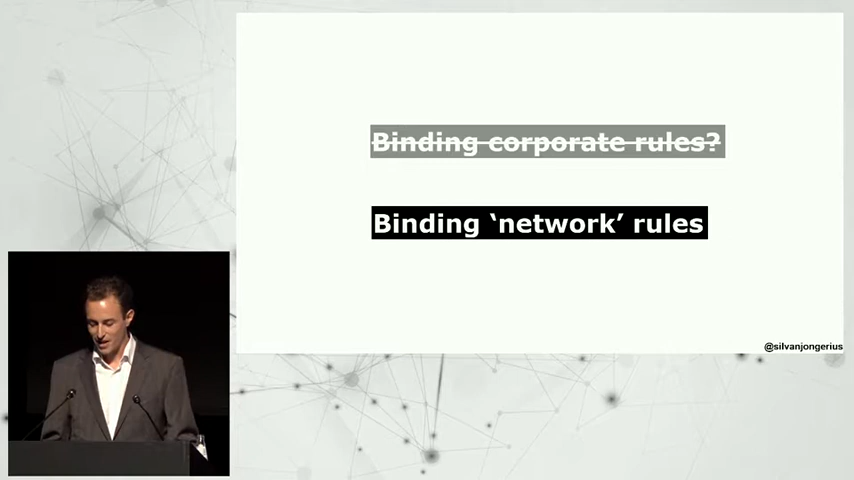 Binding corporate rules?
Binding ‘network’ rules
@silvanjongerius